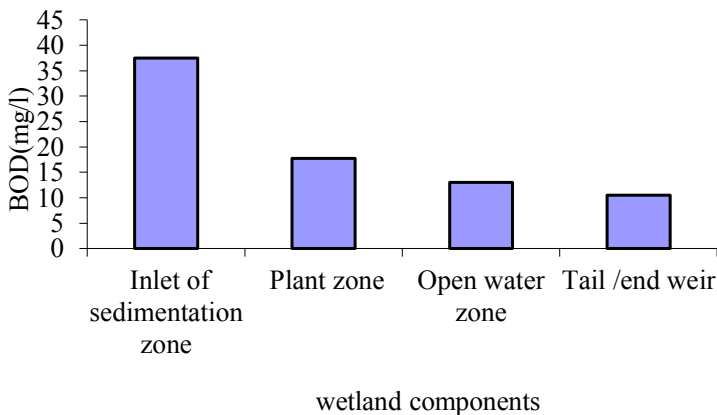 BOD(mg/l)
45
40
35
30
25
20
15
10
5
0
Inlet of
sedimentation
zone
Plant zone
Open water
zone
Tail /end weir
wetland components